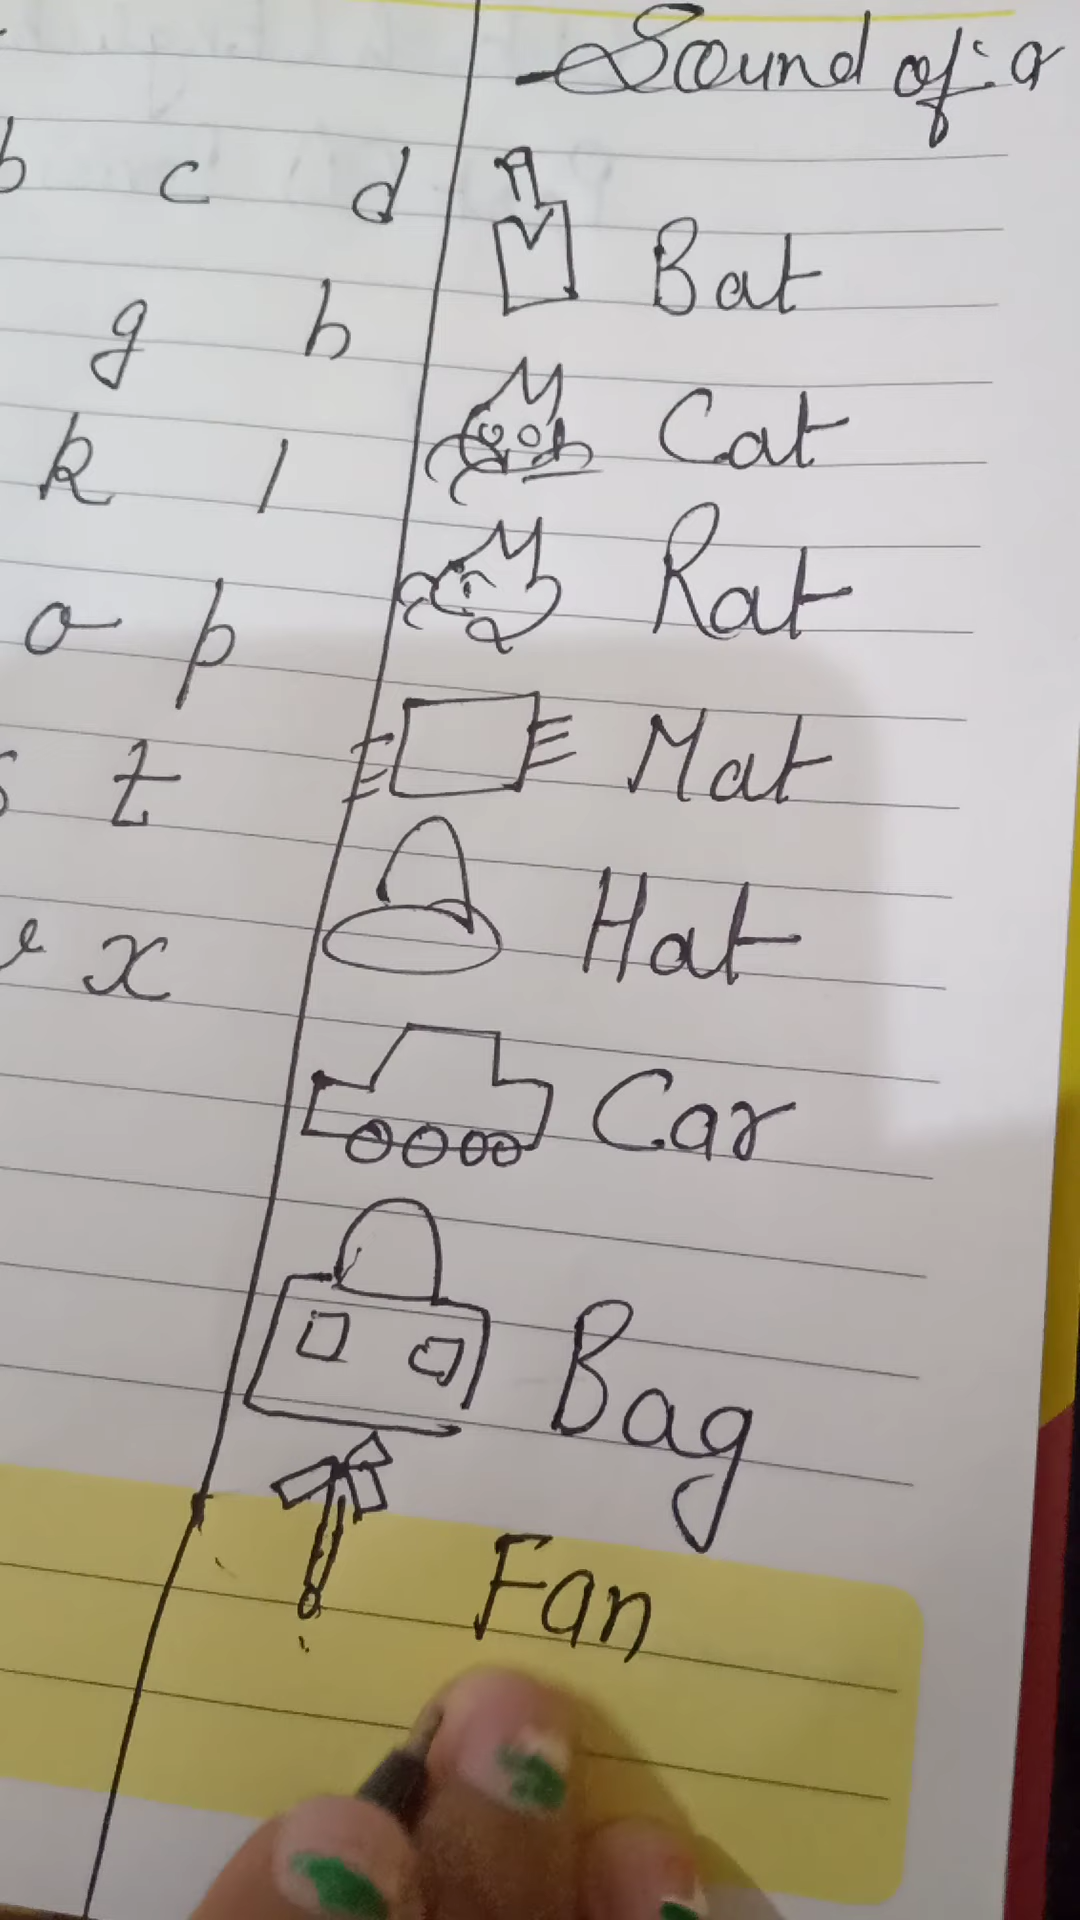 Sound of :- a
b c d
g h
k l
o p
s t
x
Bat
Cat
Rat
Mat
Hat
Car
Bag
Fan